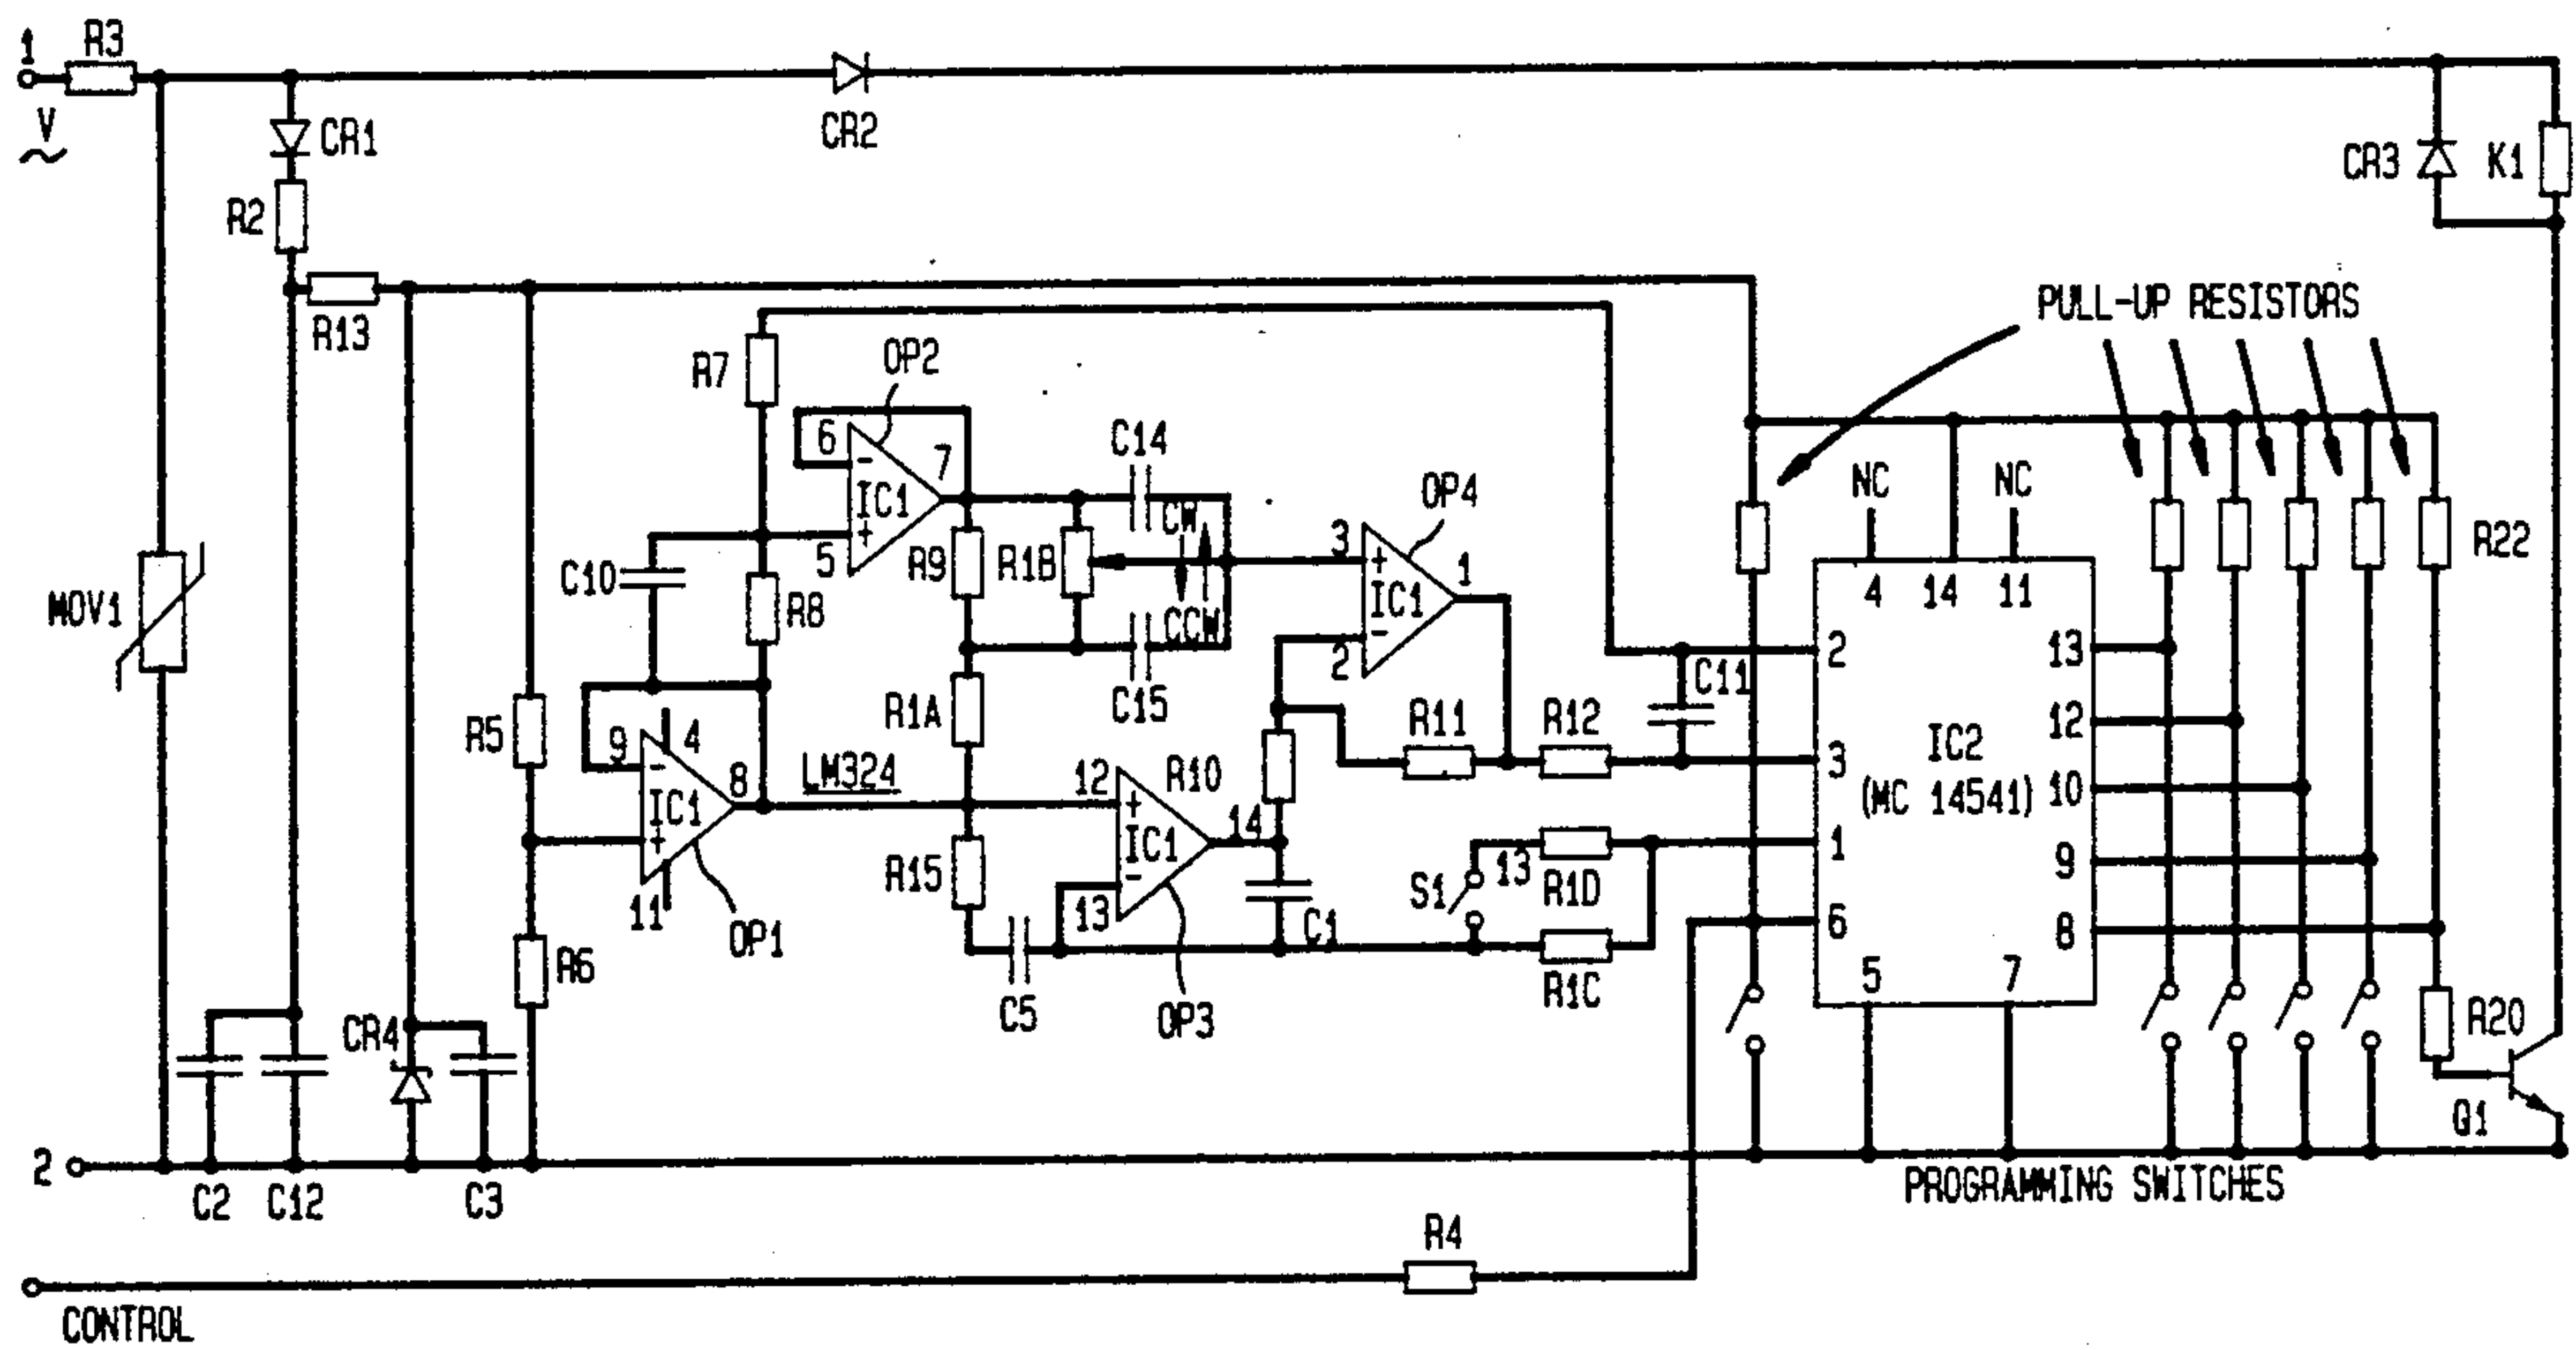 1
R3
V
CR1
CR2
CR3
K1
R2
R13
PULL-UP RESISTORS
R7
OP2
6
-
7
IC1
+
5
C14
CW
NC
NC
OP4
3
+
IC1
1
-
2
C10
R8
R9
R1B
CCW
C15
4
14
11
R22
MOV1
2
13
C11
R5
R1A
R11
R12
12
IC2
(MC 14541)
3
10
9
4
-
8
LM324
12
+
R10
IC1
+
11
OP1
R15
IC1
14
-
13
S1
13
R1D
1
9
R6
C1
R1C
6
8
C5
OP3
5
7
CR4
R20
Q1
2
C2
C12
C3
PROGRAMMING SWITCHES
R4
CONTROL